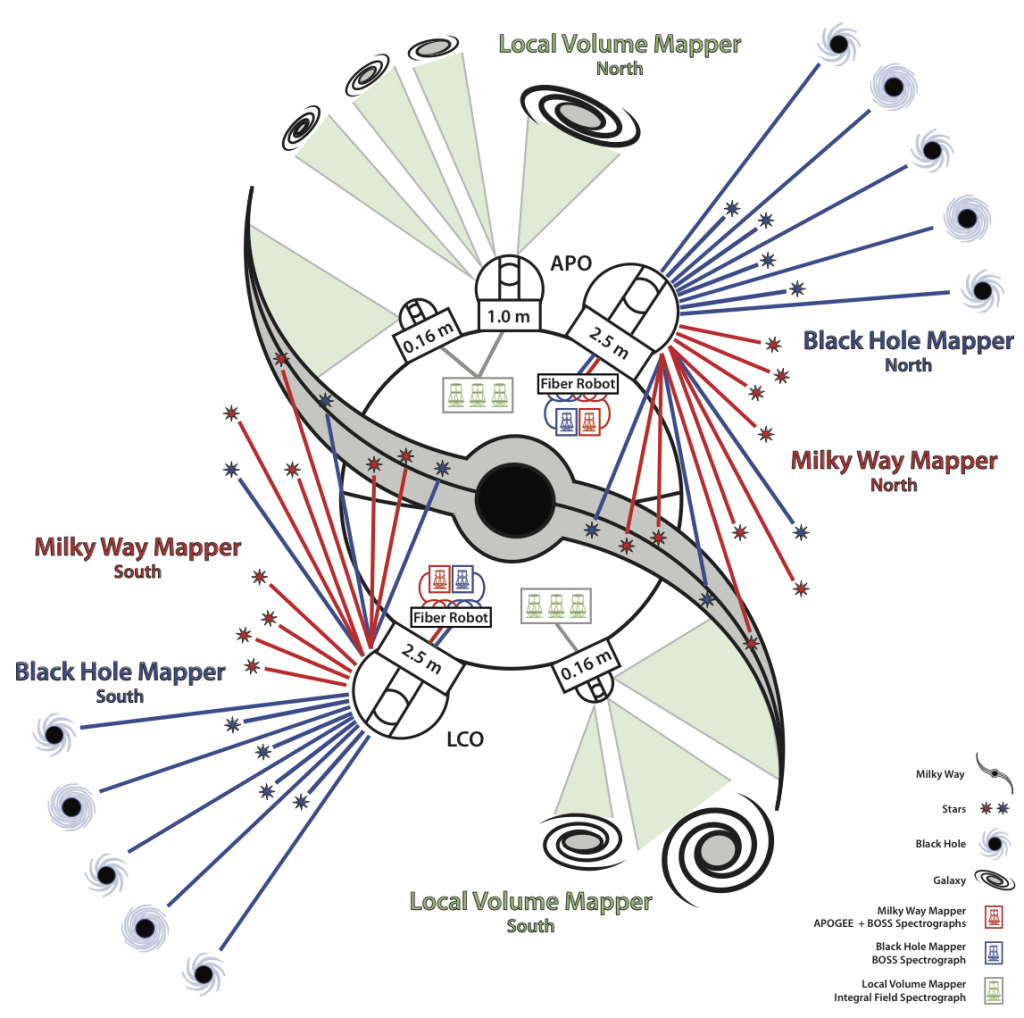 Local Volume Mapper
North
APO
0.16 m
1.0 m
2.5 m
Fiber Robot
Black Hole Mapper
North
Milky Way Mapper
North
Milky Way Mapper
South
Black Hole Mapper
South
Fiber Robot
2.5 m
0.16 m
LCO
Local Volume Mapper
South
Milky Way
Stars
Black Hole
Galaxy
Milky Way Mapper
APOGEE + BOSS Spectrographs
Black Hole Mapper
BOSS Spectrograph
Local Volume Mapper
Integral Field Spectrograph